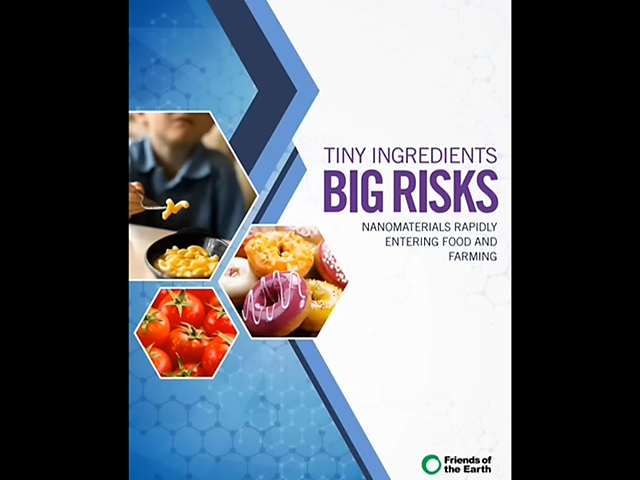 TINY INGREDIENTS
BIG RISKS
NANOMATERIALS RAPIDLY
ENTERING FOOD AND
FARMING
Friends of
the Earth